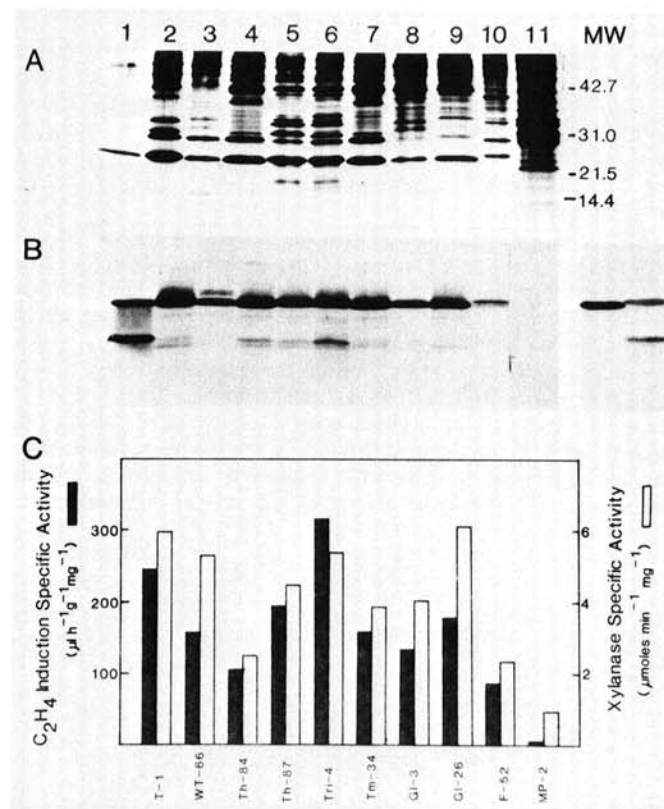 1 2 3 4 5 6 7 8 9 10 11 MW
A
- 42.7
- 31.0
- 21.5
- 14.4
B
C
C₂H₄ Induction Specific Activity
(μl h⁻¹g⁻¹mg⁻¹)
300
200
100
6
4
2
Xylanase Specific Activity
(μmoles min⁻¹ mg⁻¹)
T-1 WT-66 Th-84 Th-87 Tri-4 Tm-34 Gl-3 Gl-26 F-52 MP-2